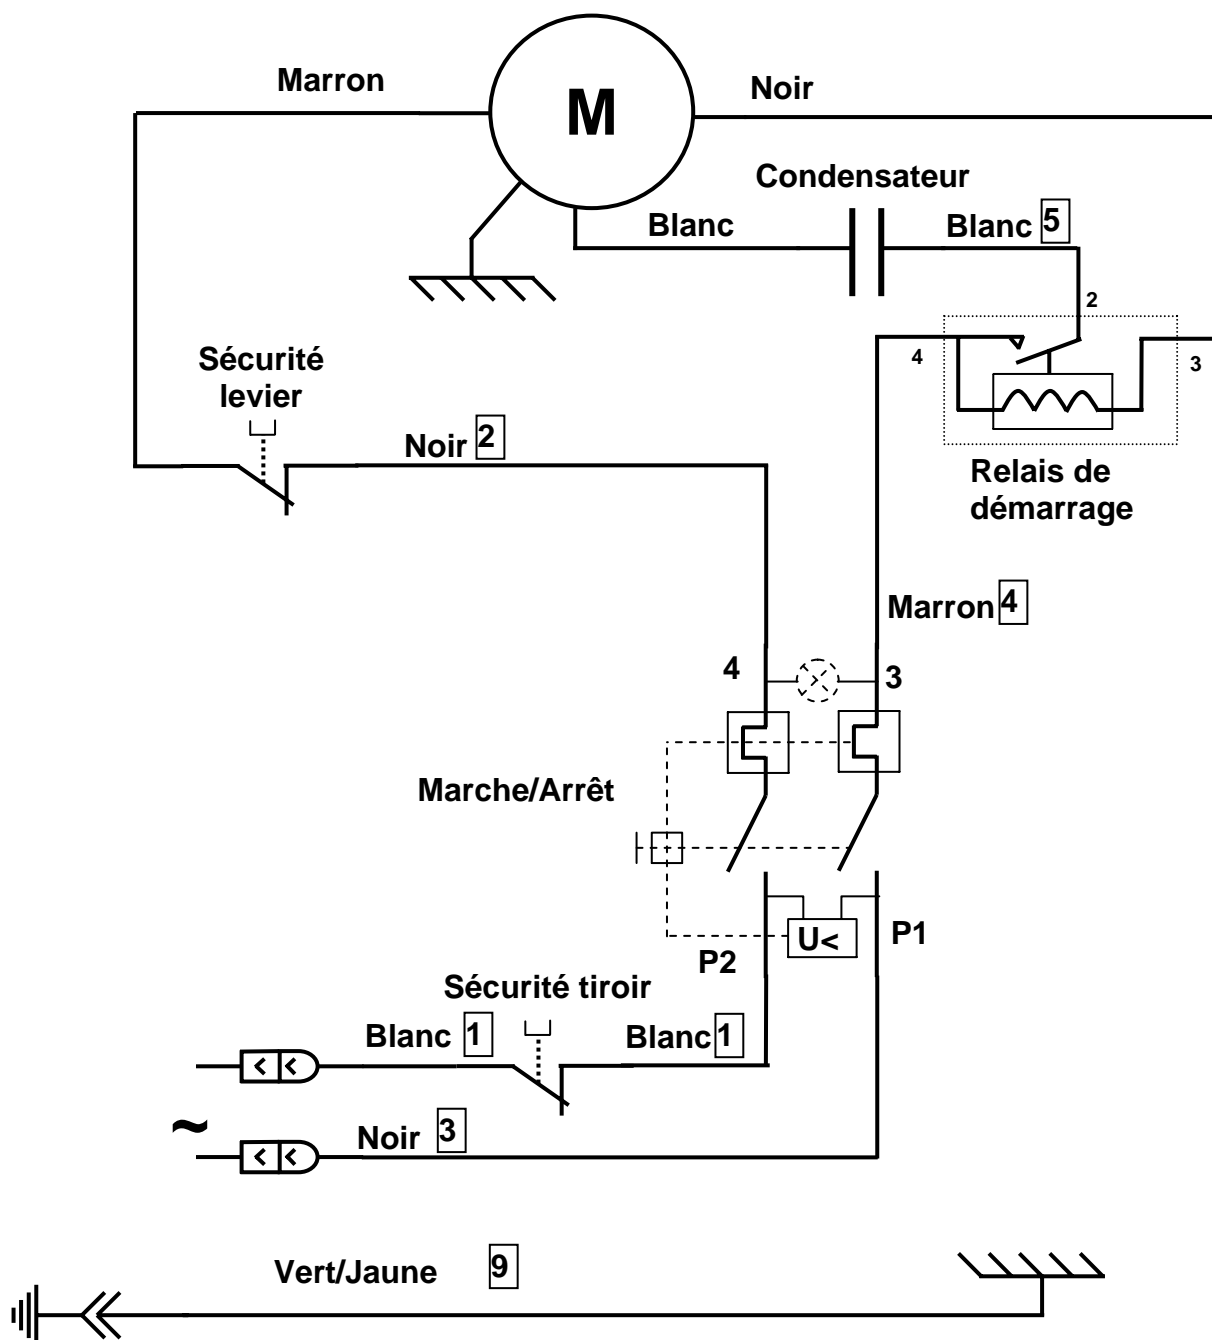 Marron
M
Noir
Condensateur
Blanc
Blanc 5
2
4
3
Sécurité
levier
Noir 2
Relais de
démarrage
Marron 4
4
3
Marche/Arrêt
U<
P1
P2
Sécurité tiroir
Blanc 1
Blanc 1
~
Noir 3
Vert/Jaune 9